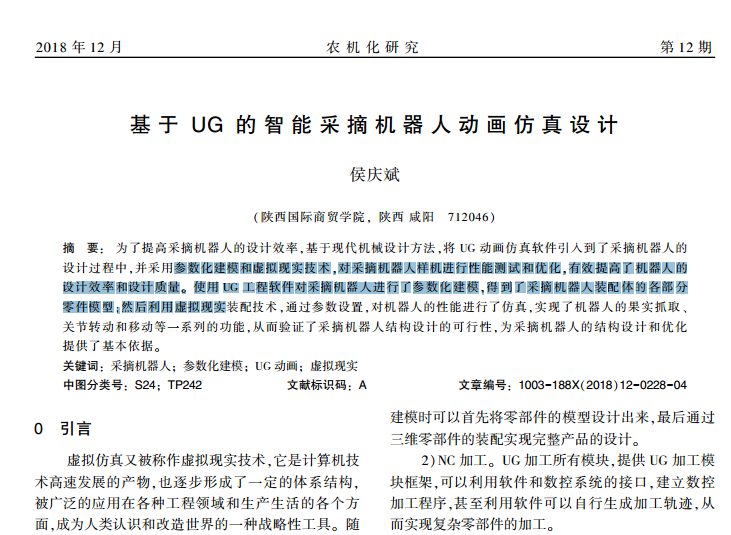 2018 年 12 月 农机化研究 第 12 期
基于 UG 的智能采摘机器人动画仿真设计
侯庆斌
(陕西国际商贸学院, 陕西 咸阳 712046)
摘 要: 为了提高采摘机器人的设计效率,基于现代机械设计方法,将 UG 动画仿真软件引入到了采摘机器人的
设计过程中,并采用参数化建模和虚拟现实技术,对采摘机器人样机进行性能测试和优化,有效提高了机器人的
设计效率和设计质量。使用 UG 工程软件对采摘机器人进行了参数化建模,得到了采摘机器人装配体的各部分
零件模型;然后利用虚拟现实装配技术,通过参数设置,对机器人的性能进行了仿真,实现了机器人的果实抓取、
关节转动和移动等一系列的功能,从而验证了采摘机器人结构设计的可行性,为采摘机器人的结构设计和优化
提供了基本依据。
关键词: 采摘机器人; 参数化建模; UG 动画; 虚拟现实
中图分类号: S24; TP242 文献标识码: A 文章编号: 1003-188X(2018)12-0228-04
0 引言
虚拟仿真又被称作虚拟现实技术,它是计算机技
术高速发展的产物,也逐步形成了一定的体系结构,
被广泛的应用在各种工程领域和生产生活的各个方
面,成为人类认识和改造世界的一种战略性工具。随
建模时可以首先将零部件的模型设计出来,最后通过
三维零部件的装配实现完整产品的设计。
2) NC 加工。UG 加工所有模块,提供 UG 加工模
块框架,可以利用软件和数控系统的接口,建立数控
加工程序,甚至利用软件可以自行生成加工轨迹,从
而实现复杂零部件的加工。